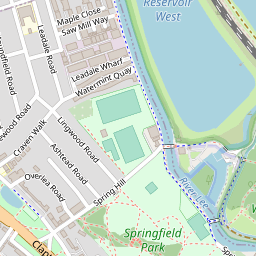 Reservoir
West
Maple Close
Saw Mill Way
Leadale Road
Leadale Wharf
Watermint Quay
Craven Walk
Lingwood Road
Ashtead Road
Overlea Road
Spring Hill
River Lee
Springfield
Park